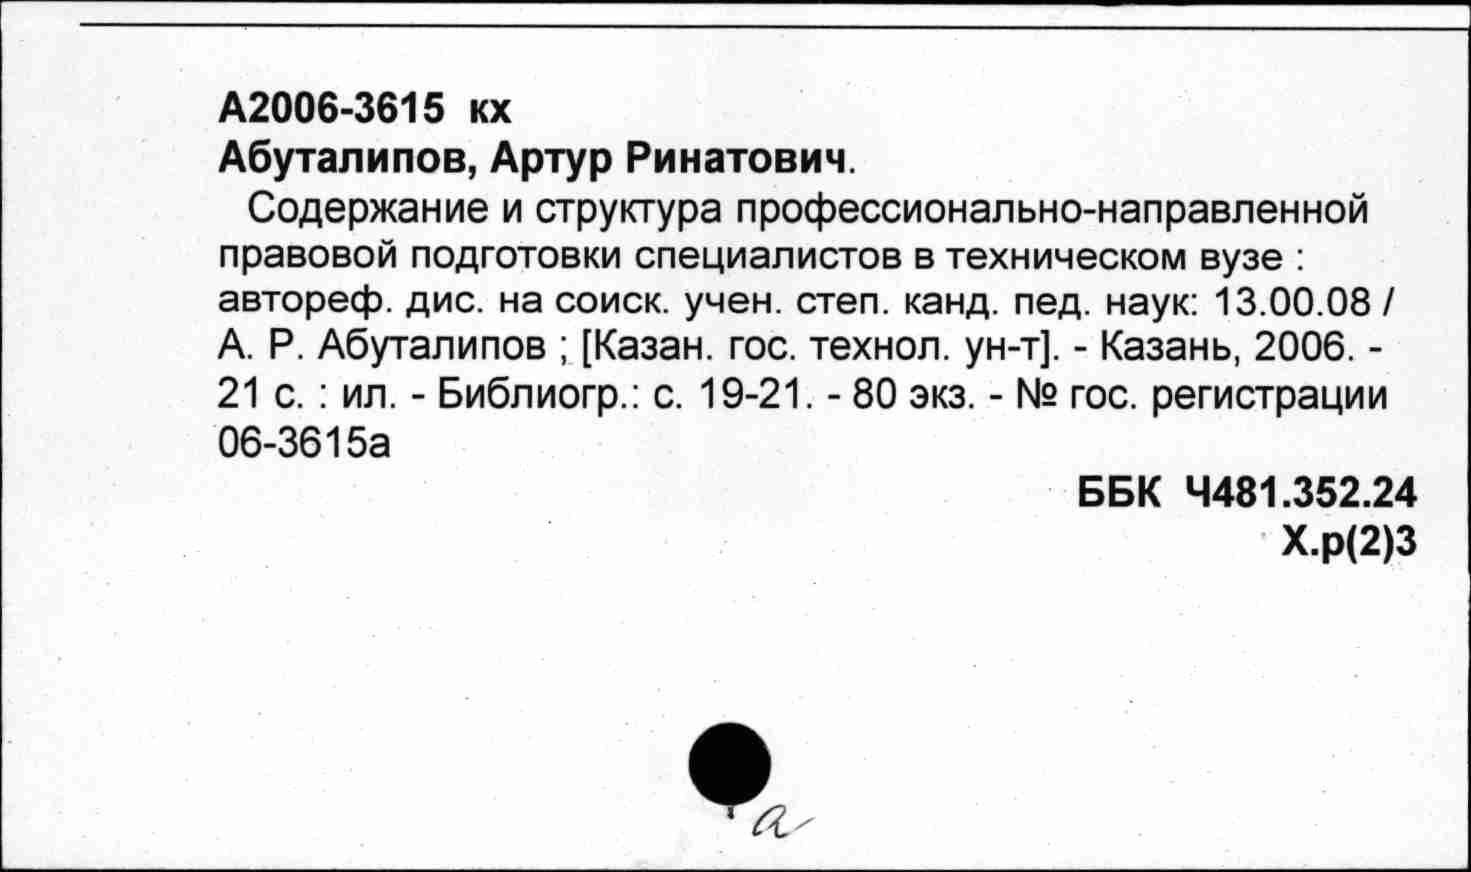 А2006-3615 кх
Абуталипов, Артур Ринатович.
Содержание и структура профессионально-направленной
правовой подготовки специалистов в техническом вузе :
автореф. дис. на соиск. учен. степ. канд. пед. наук: 13.00.08 /
А. Р. Абуталипов ; [Казан. гос. технол. ун-т]. - Казань, 2006. -
21 с. : ил. - Библиогр.: с. 19-21. - 80 экз. - № гос. регистрации
06-3615а
ББК Ч481.352.24
Х.р(2)3
а